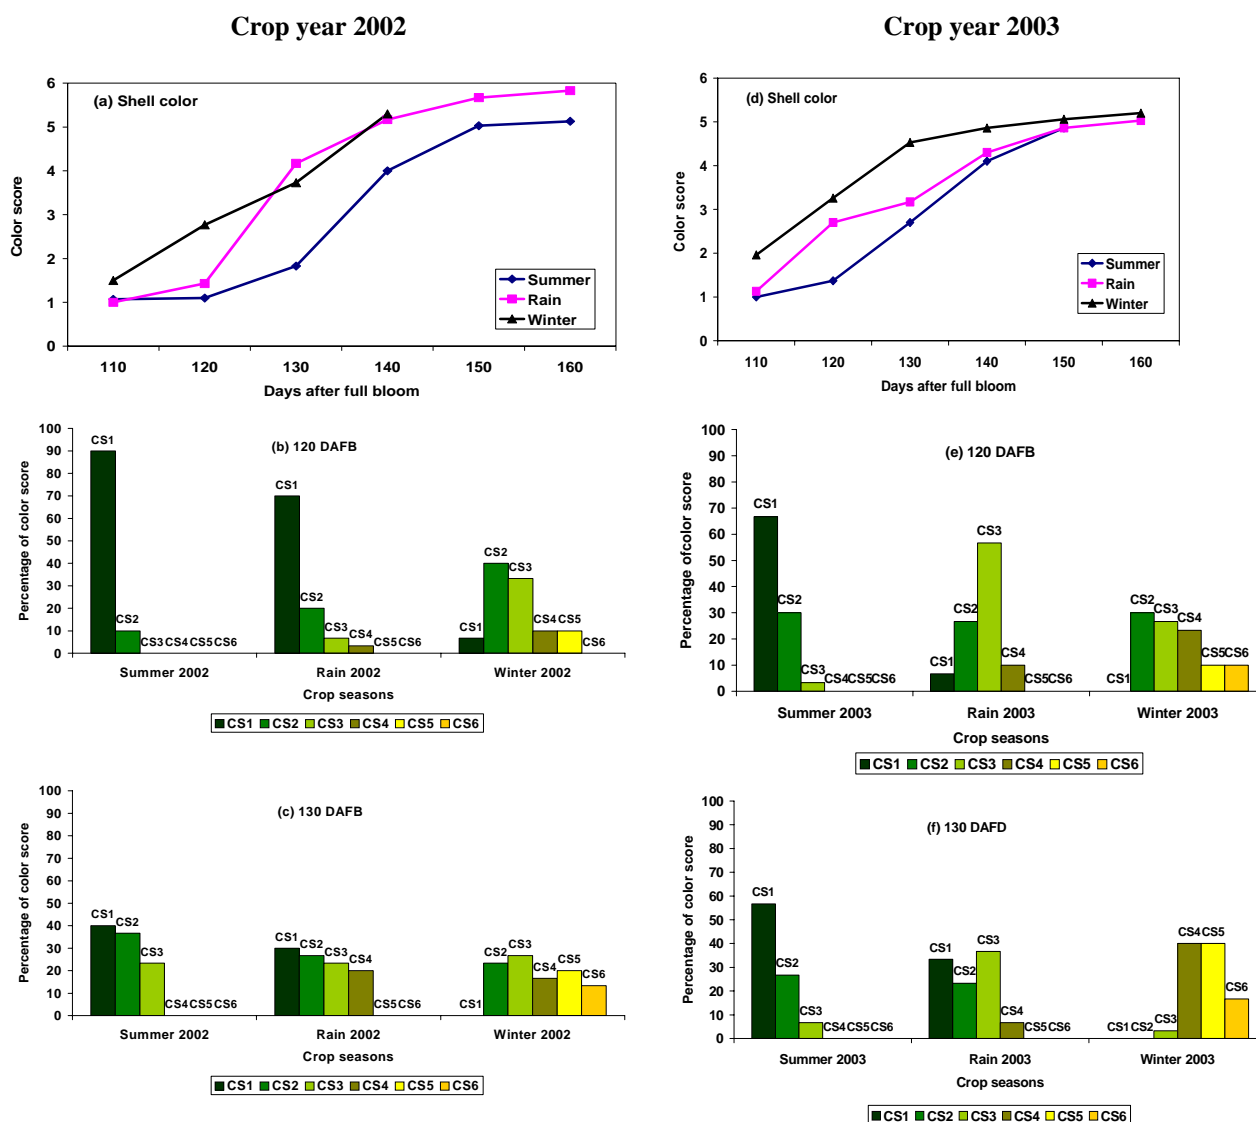 Crop year 2002
Crop year 2003
(a) Shell color
Color score
6
5
4
3
2
1
0
110 120 130 140 150 160
Days after full bloom
Summer
Rain
Winter
(d) Shell color
Color score
6
5
4
3
2
1
0
110 120 130 140 150 160
Days after full bloom
Summer
Rain
Winter
(b) 120 DAFB
Percentage of color score
100
90
80
70
60
50
40
30
20
10
0
CS1 CS2 CS3 CS4 CS5 CS6
CS1 CS2 CS3 CS4 CS5 CS6
CS1 CS2 CS3 CS4 CS5 CS6
Summer 2002 Rain 2002 Winter 2002
Crop seasons
CS1 CS2 CS3 CS4 CS5 CS6
(e) 120 DAFB
Percentage ofcolor score
100
90
80
70
60
50
40
30
20
10
0
CS1 CS2 CS3 CS4 CS5 CS6
CS1 CS2 CS3 CS4 CS5 CS6
CS1 CS2 CS3 CS4 CS5 CS6
Summer 2003 Rain 2003 Winter 2003
Crop seasons
CS1 CS2 CS3 CS4 CS5 CS6
(c) 130 DAFB
Percentage of color score
100
90
80
70
60
50
40
30
20
10
0
CS1 CS2 CS3 CS4 CS5 CS6
CS1 CS2 CS3 CS4 CS5 CS6
CS1 CS2 CS3 CS4 CS5 CS6
Summer 2002 Rain 2002 Winter 2002
Crop seasons
CS1 CS2 CS3 CS4 CS5 CS6
(f) 130 DAFD
Percentage of color score
100
90
80
70
60
50
40
30
20
10
0
CS1 CS2 CS3 CS4 CS5 CS6
CS1 CS2 CS3 CS4 CS5 CS6
CS1 CS2 CS3 CS4 CS5 CS6
Summer 2003 Rain 2003 Winter 2003
Crop seasons
CS1 CS2 CS3 CS4 CS5 CS6